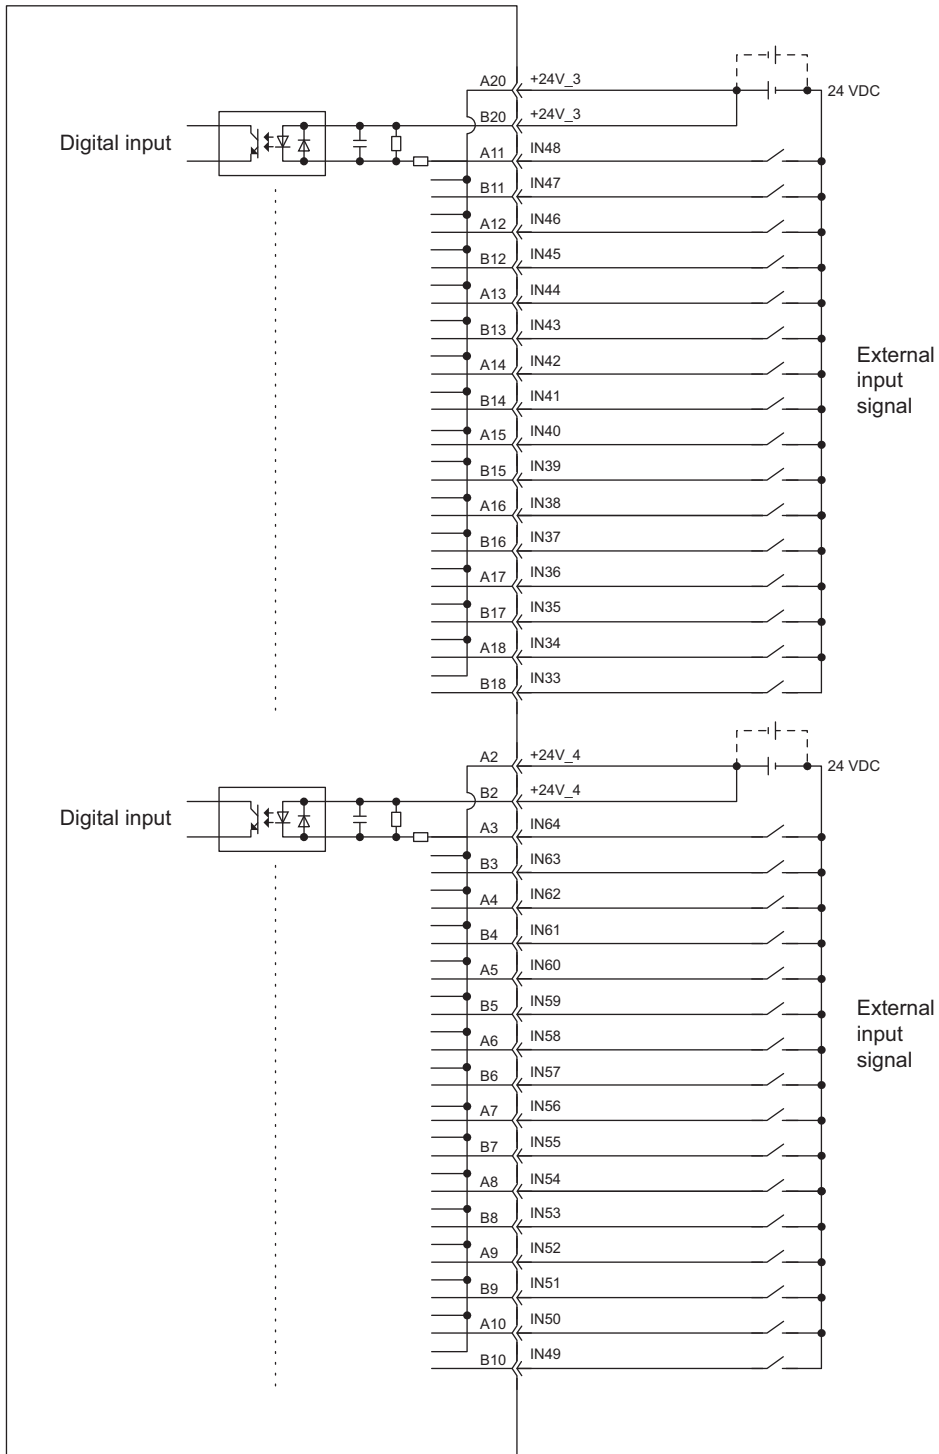 A20 +24V_3
24 VDC
B20 +24V_3
Digital input
A11 IN48
B11 IN47
A12 IN46
B12 IN45
A13 IN44
B13 IN43
A14 IN42
External
input
signal
B14 IN41
A15 IN40
B15 IN39
A16 IN38
B16 IN37
A17 IN36
B17 IN35
A18 IN34
B18 IN33
A2 +24V_4
24 VDC
B2 +24V_4
Digital input
A3 IN64
B3 IN63
A4 IN62
B4 IN61
A5 IN60
B5 IN59
External
input
signal
A6 IN58
B6 IN57
A7 IN56
B7 IN55
A8 IN54
B8 IN53
A9 IN52
B9 IN51
A10 IN50
B10 IN49